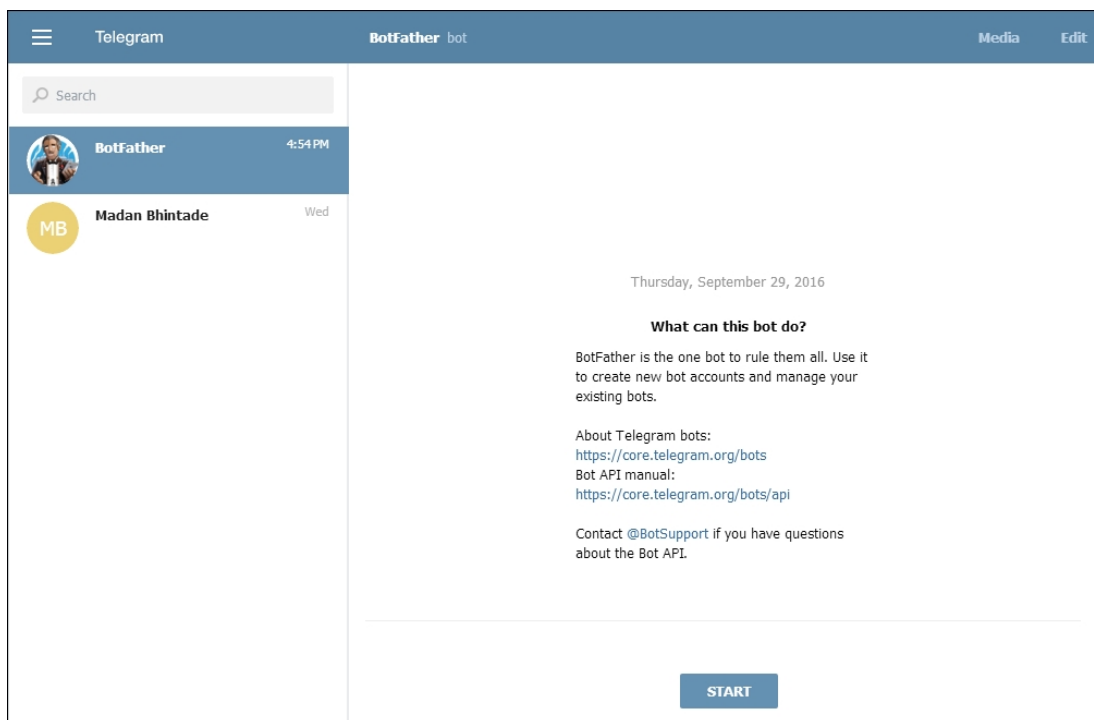 Telegram
BotFather bot
Media
Edit
Search
BotFather
4:54 PM
MB
Madan Bhintade
Wed
Thursday, September 29, 2016
What can this bot do?
BotFather is the one bot to rule them all. Use it
to create new bot accounts and manage your
existing bots.
About Telegram bots:
https://core.telegram.org/bots
Bot API manual:
https://core.telegram.org/bots/api
Contact @BotSupport if you have questions
about the Bot API.
START